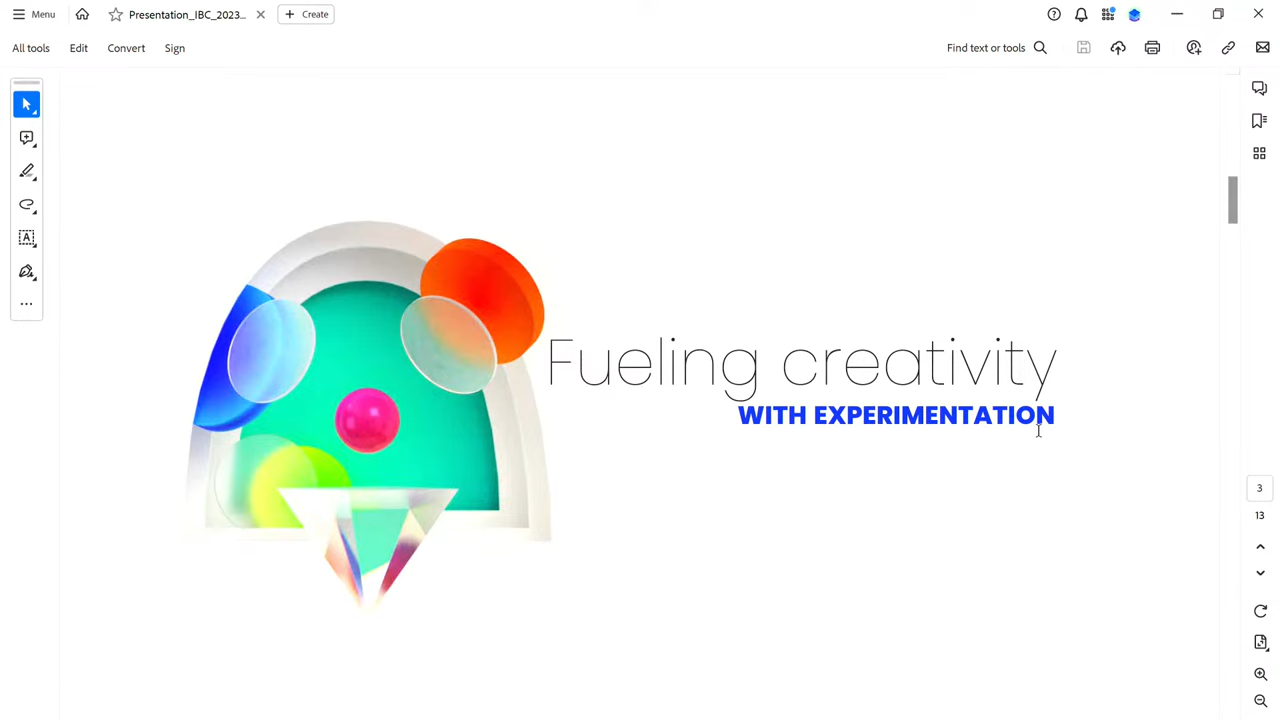 Menu
Presentation_IBC_2023...
Create
All tools
Edit
Convert
Sign
Find text or tools
A
Fueling creativity
WITH EXPERIMENTATION
3
13